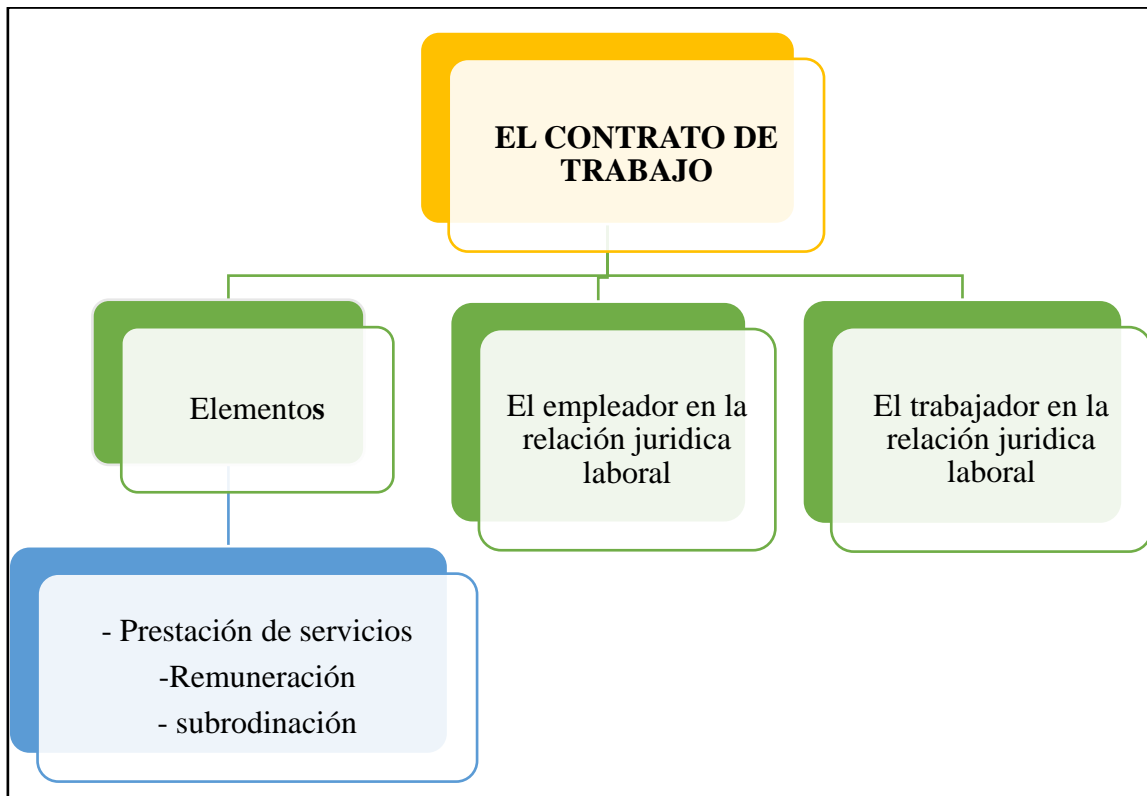 EL CONTRATO DE
TRABAJO
Elementos
El empleador en la
relación juridica
laboral
El trabajador en la
relación juridica
laboral
- Prestación de servicios
-Remuneración
- subrodinación